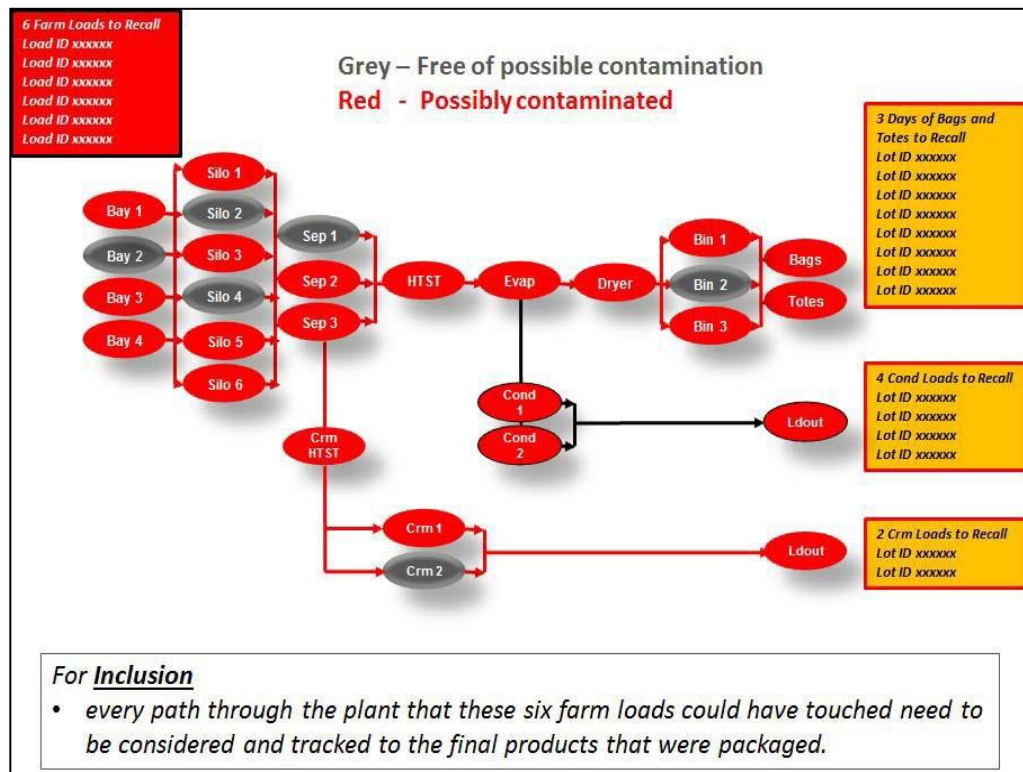 6 Farm Loads to Recall
Load ID xxxxxx
Load ID xxxxxx
Load ID xxxxxx
Load ID xxxxxx
Load ID xxxxxx
Load ID xxxxxx
Grey – Free of possible contamination
Red - Possibly contaminated
3 Days of Bags and
Totes to Recall
Lot ID xxxxxx
Lot ID xxxxxx
Lot ID xxxxxx
Lot ID xxxxxx
Lot ID xxxxxx
Lot ID xxxxxx
Lot ID xxxxxx
Lot ID xxxxxx
Bay 1
Bay 2
Bay 3
Bay 4
Silo 1
Silo 2
Silo 3
Silo 4
Silo 5
Silo 6
Sep 1
Sep 2
Sep 3
HTST
Evap
Dryer
Bin 1
Bin 2
Bin 3
Bags
Totes
Cond
1
Cond
2
Ldout
4 Cond Loads to Recall
Lot ID xxxxxx
Lot ID xxxxxx
Lot ID xxxxxx
Lot ID xxxxxx
Crm
HTST
Crm 1
Crm 2
Ldout
2 Crm Loads to Recall
Lot ID xxxxxx
Lot ID xxxxxx
For Inclusion
• every path through the plant that these six farm loads could have touched need to
be considered and tracked to the final products that were packaged.